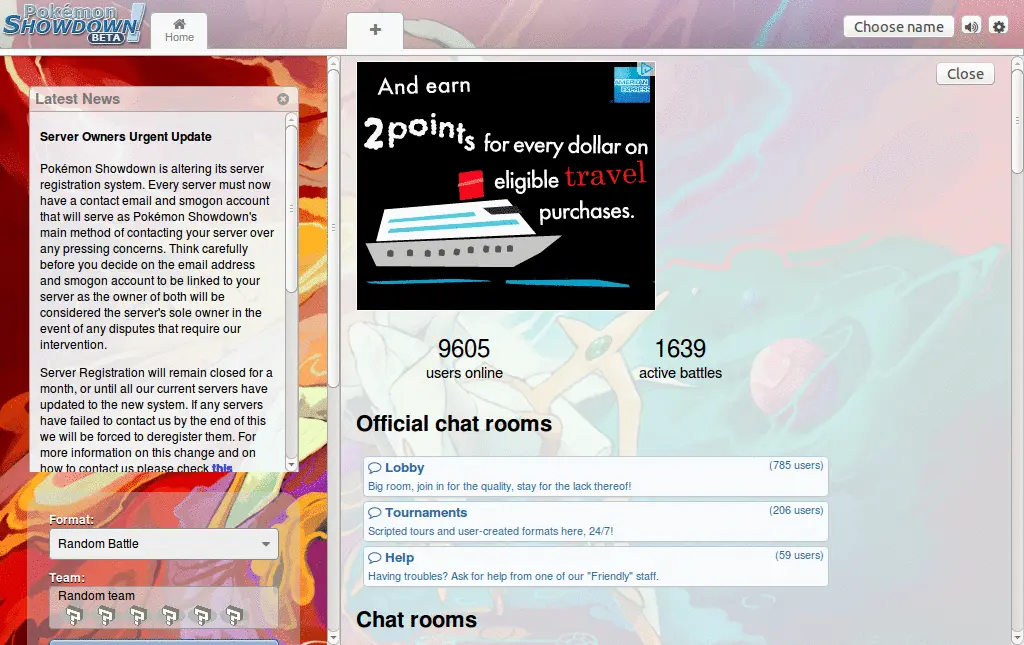 Pokémon
SHOWDOWN!
BETA
Home
+
Choose name
Latest News
Server Owners Urgent Update
Pokémon Showdown is altering its server
registration system. Every server must now
have a contact email and smogon account
that will serve as Pokémon Showdown's
main method of contacting your server over
any pressing concerns. Think carefully
before you decide on the email address
and smogon account to be linked to your
server as the owner of both will be
considered the server's sole owner in the
event of any disputes that require our
intervention.
Server Registration will remain closed for a
month, or until all our current servers have
updated to the new system. If any servers
have failed to contact us by the end of this
we will be forced to deregister them. For
more information on this change and on
how to contact us please check this
Format:
Random Battle
Team:
Random team
? ? ? ? ? ?
Close
And earn
AMERICAN
EXPRESS
2points for every dollar on
eligible travel
purchases.
9605
users online
1639
active battles
Official chat rooms
Lobby (785 users)
Big room, join in for the quality, stay for the lack thereof!
Tournaments (206 users)
Scripted tours and user-created formats here, 24/7!
Help (59 users)
Having troubles? Ask for help from one of our "Friendly" staff.
Chat rooms